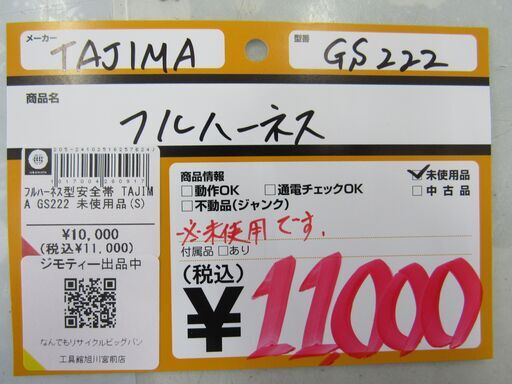 メーカー
TAJIMA
型番
GS222
商品名
フルハーネス
205-2410251625762４/
1017004260917
フルハーネス型安全帯 TAJIM
A GS222 未使用品(S)
¥10,000
(税込¥11,000)
ジモティー出品中
なんでもリサイクルビッグバン
工具館旭川宮前店
商品情報
□動作OK □通電チェックOK
□不動品(ジャンク)
☑未使用品
□中古品
※未使用です。
付属品 □あり
(税込)
¥11,000